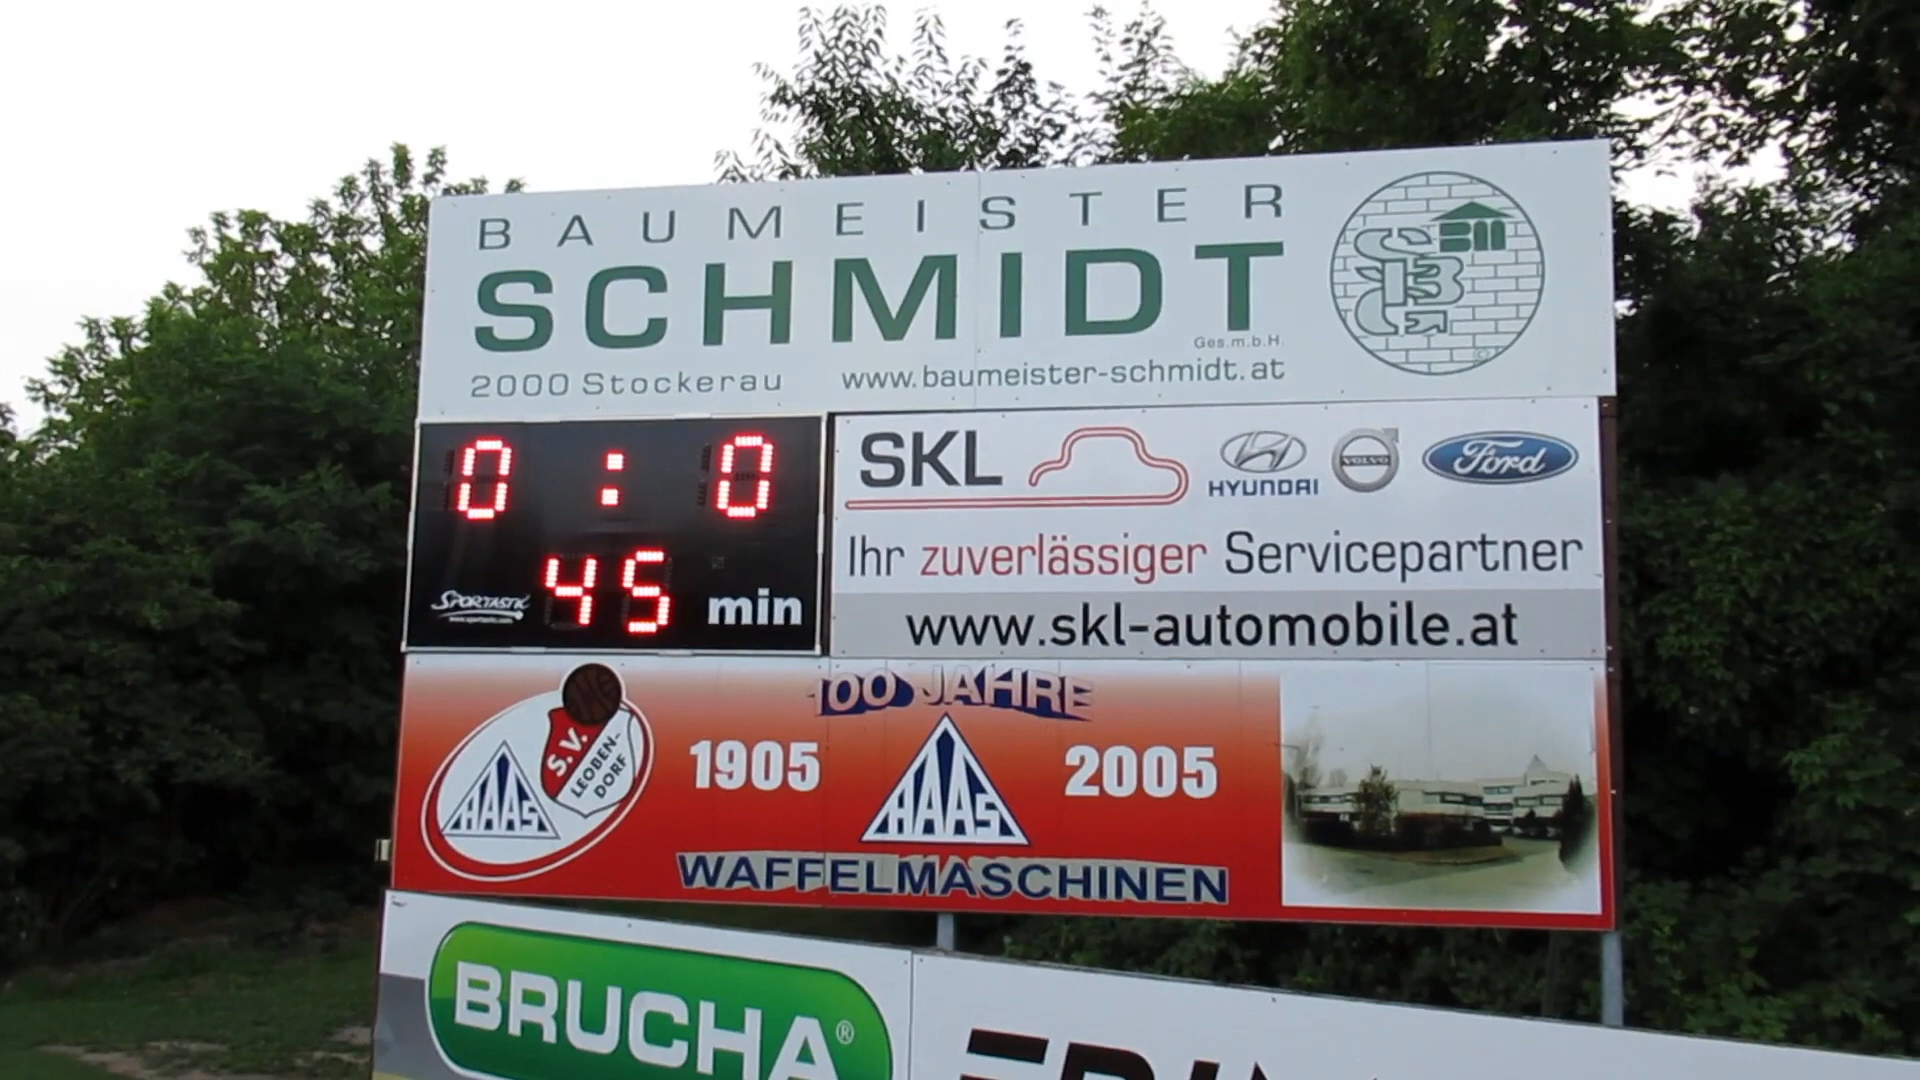 BAUMEISTER
SCHMIDT
Ges.m.b.H.
2000 Stockerau www.baumeister-schmidt.at
0 : 0
45 min
SPORTASTIC
SKL
HYUNDAI
VOLVO
Ford
Ihr zuverlässiger Servicepartner
www.skl-automobile.at
100 JAHRE
S.V.
LEOBEN-
DORF
HAAS
1905
HAAS
2005
WAFFELMASCHINEN
BRUCHA®